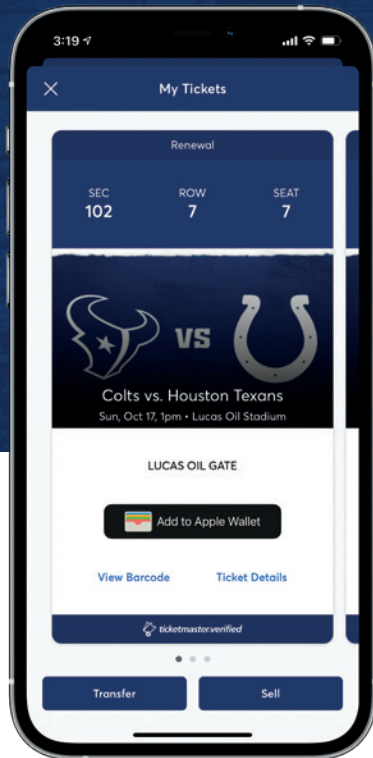 3:19
My Tickets
Renewal
SEC ROW SEAT
102 7 7
VS
Colts vs. Houston Texans
Sun, Oct 17, 1pm • Lucas Oil Stadium
LUCAS OIL GATE
Add to Apple Wallet
View Barcode Ticket Details
ticketmaster.verified
Transfer Sell